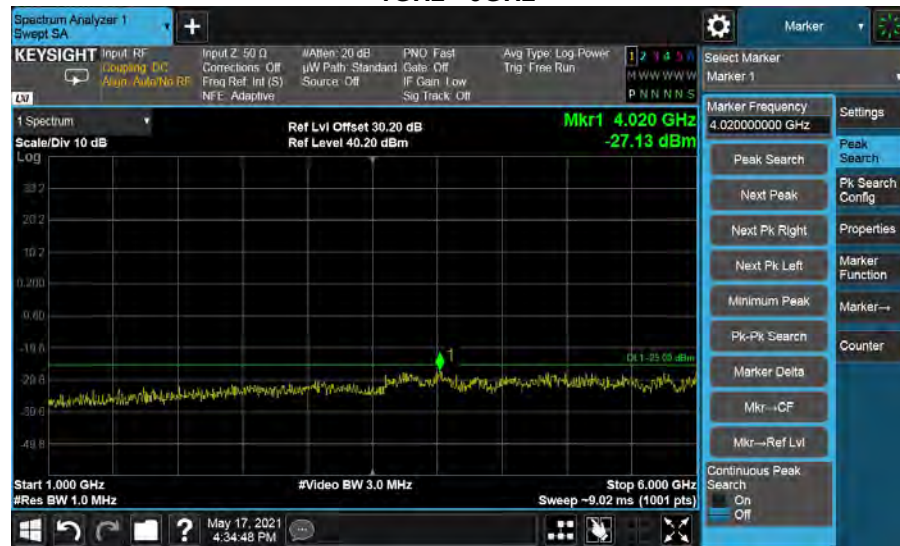 1GHz - 6GHz
Spectrum Analyzer 1
Swept SA
+
Marker
KEYSIGHT
Input: RF
Coupling: DC
Align: Auto/No RF
Input Z: 50 Ω
Corrections: Off
Freq Ref: Int (S)
NFE: Adaptive
#Atten: 20 dB
µW Path: Standard
Source: Off
PNO: Fast
Gate: Off
IF Gain: Low
Sig Track: Off
Avg Type: Log-Power
Trig: Free Run
1 2 3 4 5 6
M W W W W W
P N N N N S
LXI
Select Marker
Marker 1
1 Spectrum
Scale/Div 10 dB
Log
Ref Lvl Offset 30.20 dB
Ref Level 40.20 dBm
Mkr1 4.020 GHz
-27.13 dBm
30.2
20.2
10.2
0.200
-9.80
-19.8
-29.8
-39.8
-49.8
1
DL1 -25.00 dBm
Start 1.000 GHz
#Res BW 1.0 MHz
#Video BW 3.0 MHz
Stop 6.000 GHz
Sweep ~9.02 ms (1001 pts)
Marker Frequency
4.020000000 GHz
Peak Search
Next Peak
Next Pk Right
Next Pk Left
Minimum Peak
Pk-Pk Search
Marker Delta
Mkr→CF
Mkr→Ref Lvl
Continuous Peak
Search
On
Off
Settings
Peak
Search
Pk Search
Config
Properties
Marker
Function
Marker→
Counter
?
May 17, 2021
4:34:48 PM